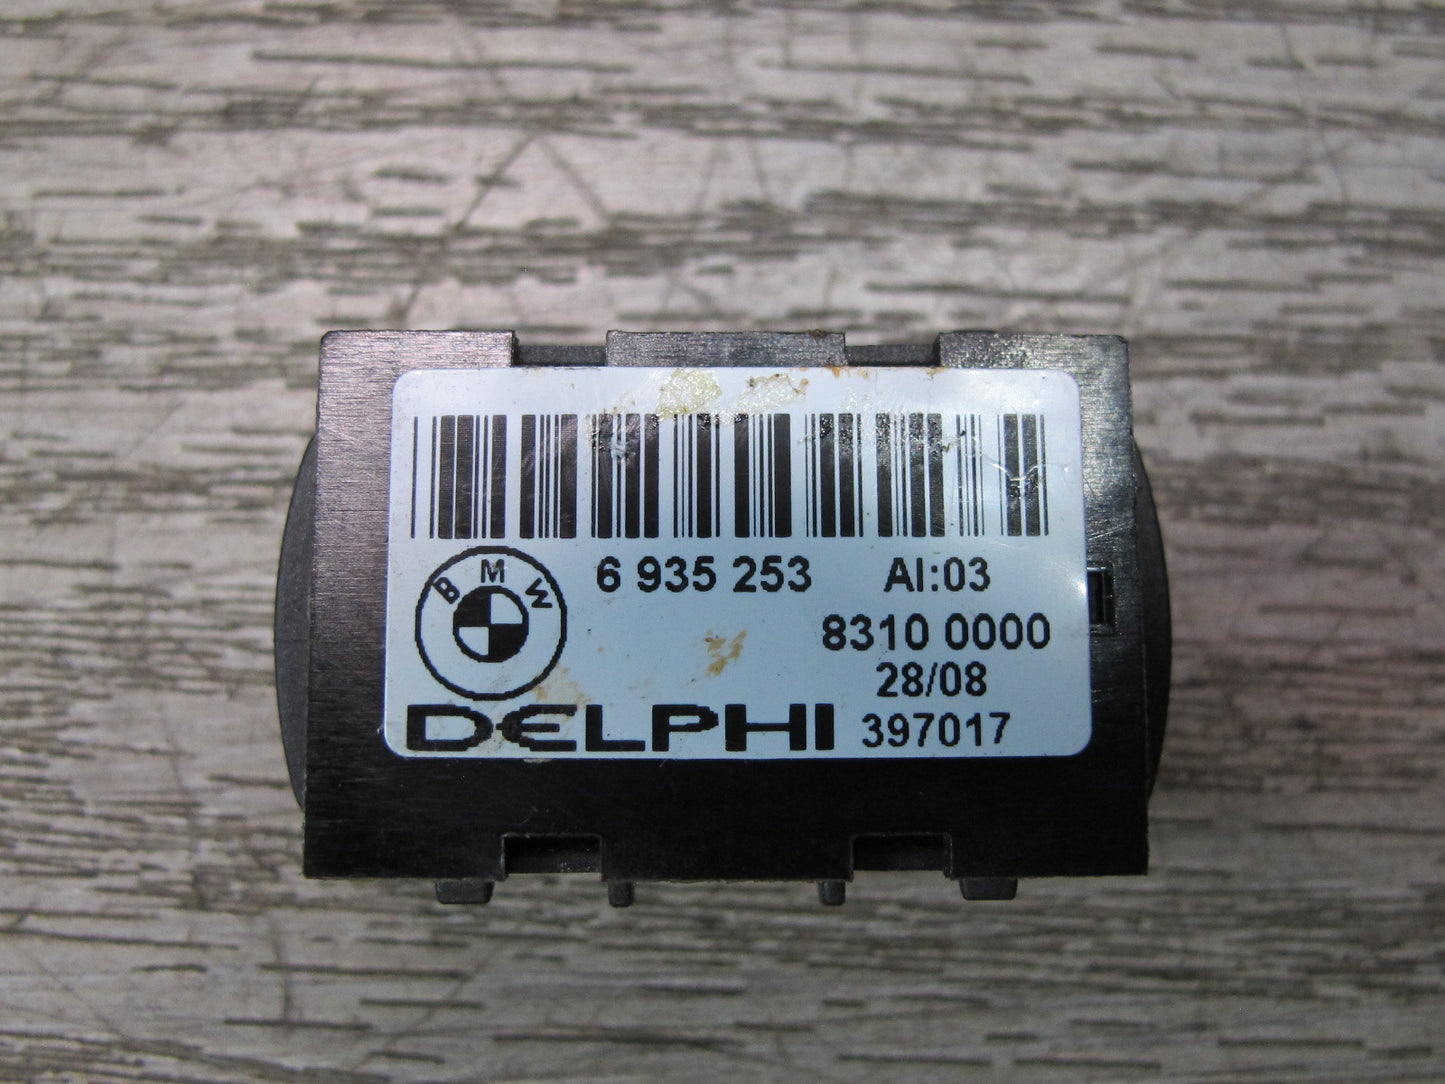 BMW
6 935 253 AI:03
8310 0000
28/08
DELPHI 397017